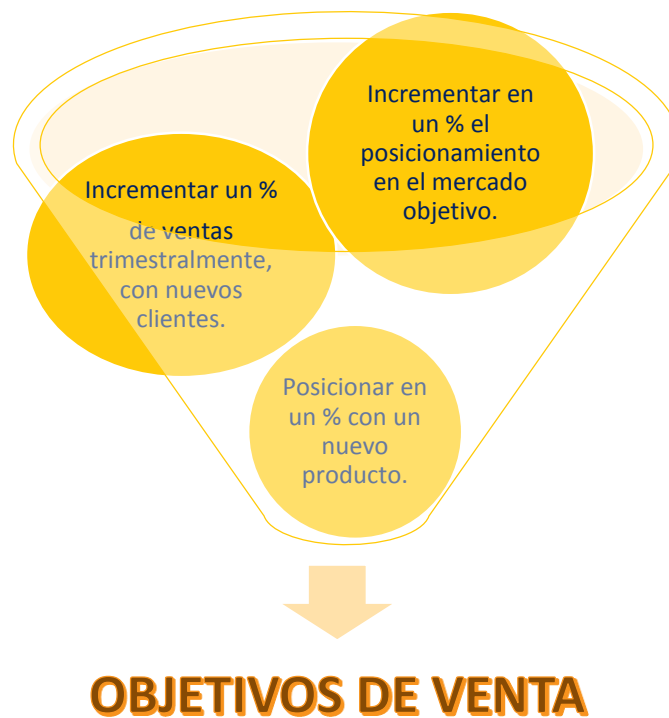 Incrementar en
un % el
posicionamiento
en el mercado
objetivo.
Incrementar un %
de ventas
trimestralmente,
con nuevos
clientes.
Posicionar en
un % con un
nuevo
producto.
OBJETIVOS DE VENTA